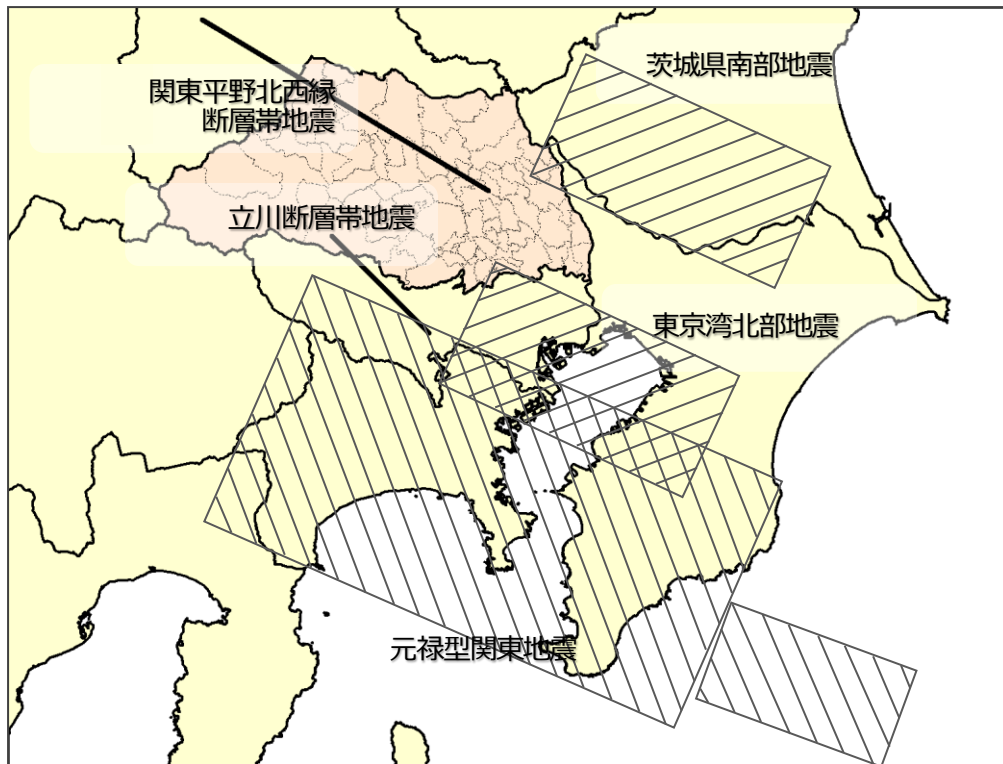 茨城県南部地震
関東平野北西縁
断層帯地震
立川断層帯地震
東京湾北部地震
元禄型関東地震